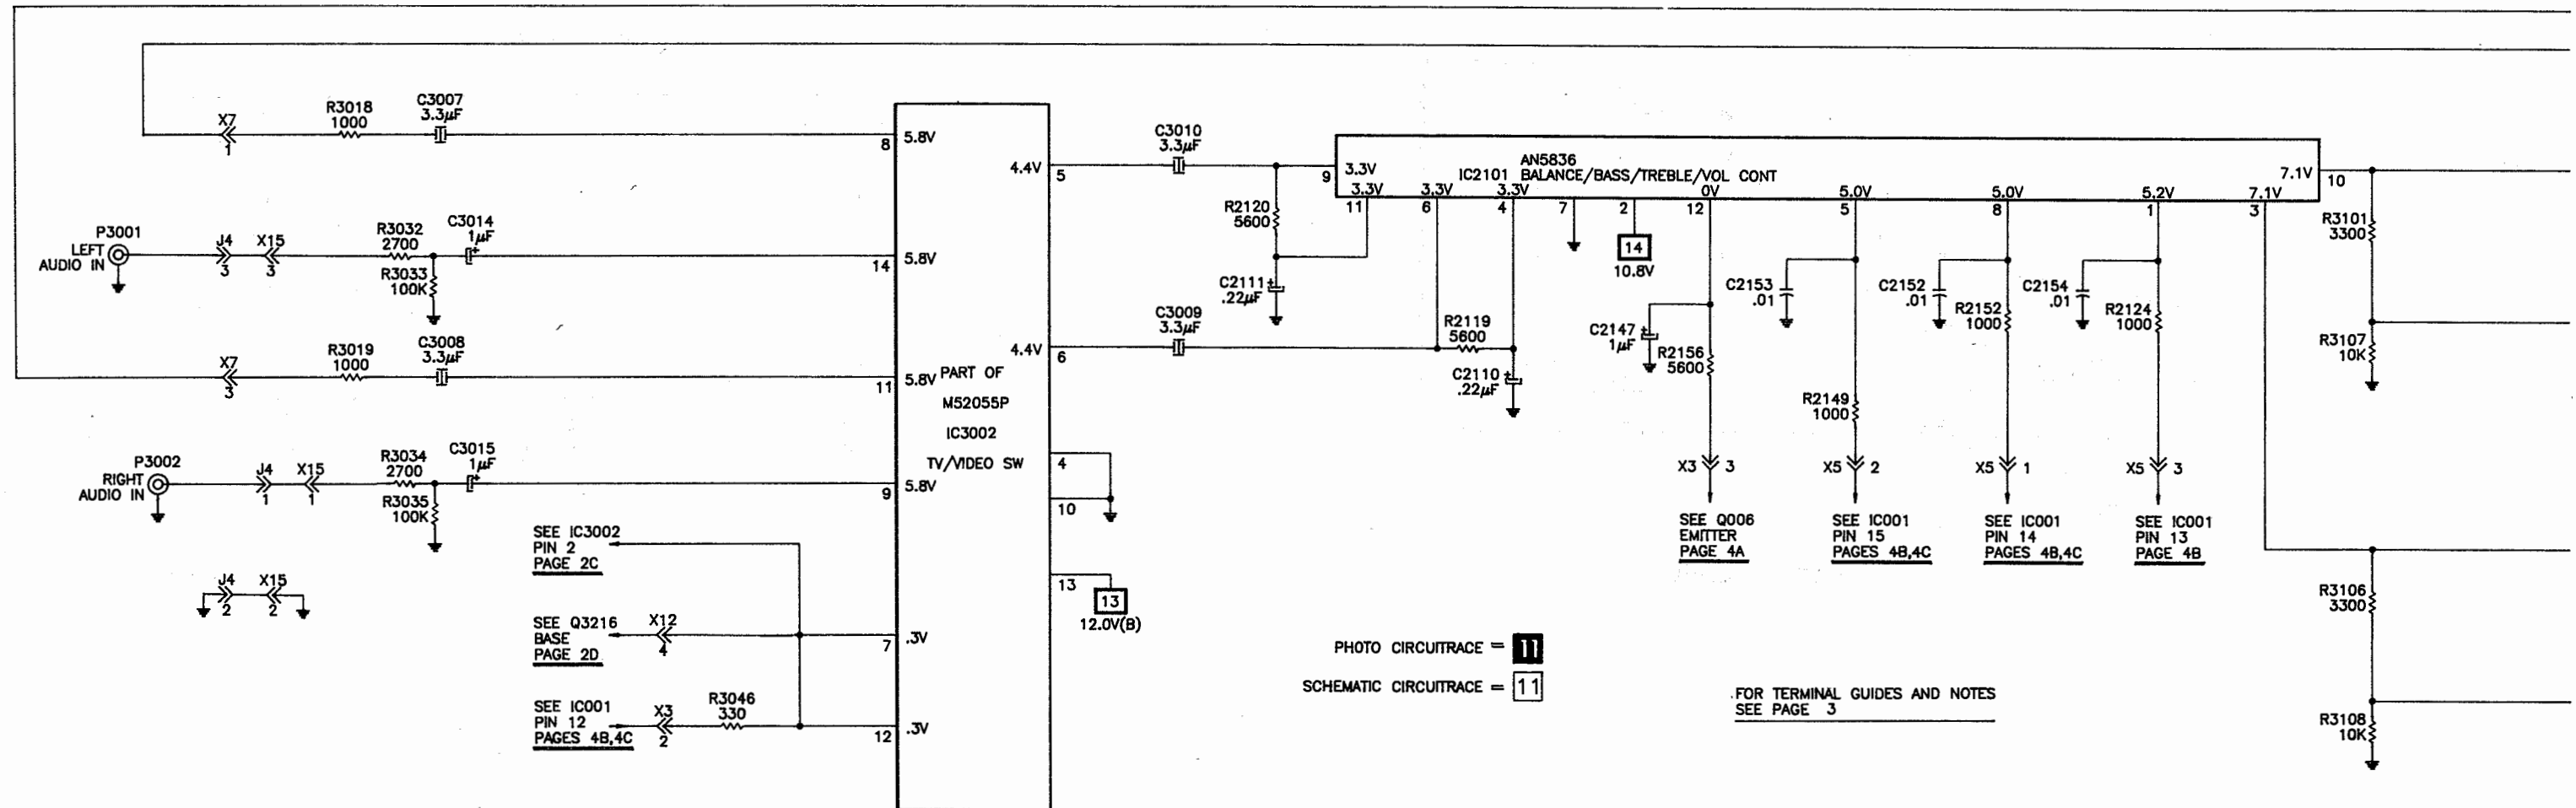 C3007
3.3µF
R3018
1000
X7
1
8
5.8V
P3001
LEFT
AUDIO IN
J4
3
X15
3
R3032
2700
R3033
100K
C3014
1µF
+
14
5.8V
X7
3
R3019
1000
C3008
3.3µF
11
5.8V
P3002
RIGHT
AUDIO IN
J4
1
X15
1
R3034
2700
R3035
100K
C3015
1µF
+
9
5.8V
J4
2
X15
2
SEE IC3002
PIN 2
PAGE 2C
SEE Q3216
BASE
PAGE 2D
X12
4
7
.3V
SEE IC001
PIN 12
PAGES 4B,4C
X3
2
R3046
330
12
.3V
PART OF
M52055P
IC3002
TV/VIDEO SW
4.4V
5
4.4V
6
4
10
13
13
12.0V(B)
C3010
3.3µF
R2120
5600
C2111
.22µF
+
C3009
3.3µF
R2119
5600
C2110
.22µF
+
9
3.3V
AN5836
IC2101 BALANCE/BASS/TREBLE/VOL CONT
3.3V
3.3V
3.3V
0V
5.0V
5.0V
5.2V
7.1V
7.1V
11
6
4
7
2
12
5
8
1
3
10
14
10.8V
C2147
1µF
+
R2156
5600
X3
3
SEE Q006
EMITTER
PAGE 4A
C2153
.01
R2149
1000
X5
2
SEE IC001
PIN 15
PAGES 4B,4C
C2152
.01
R2152
1000
X5
1
SEE IC001
PIN 14
PAGES 4B,4C
C2154
.01
R2124
1000
X5
3
SEE IC001
PIN 13
PAGE 4B
R3101
3300
R3107
10K
R3106
3300
R3108
10K
PHOTO CIRCUITRACE = 11
SCHEMATIC CIRCUITRACE = 11
FOR TERMINAL GUIDES AND NOTES
SEE PAGE 3